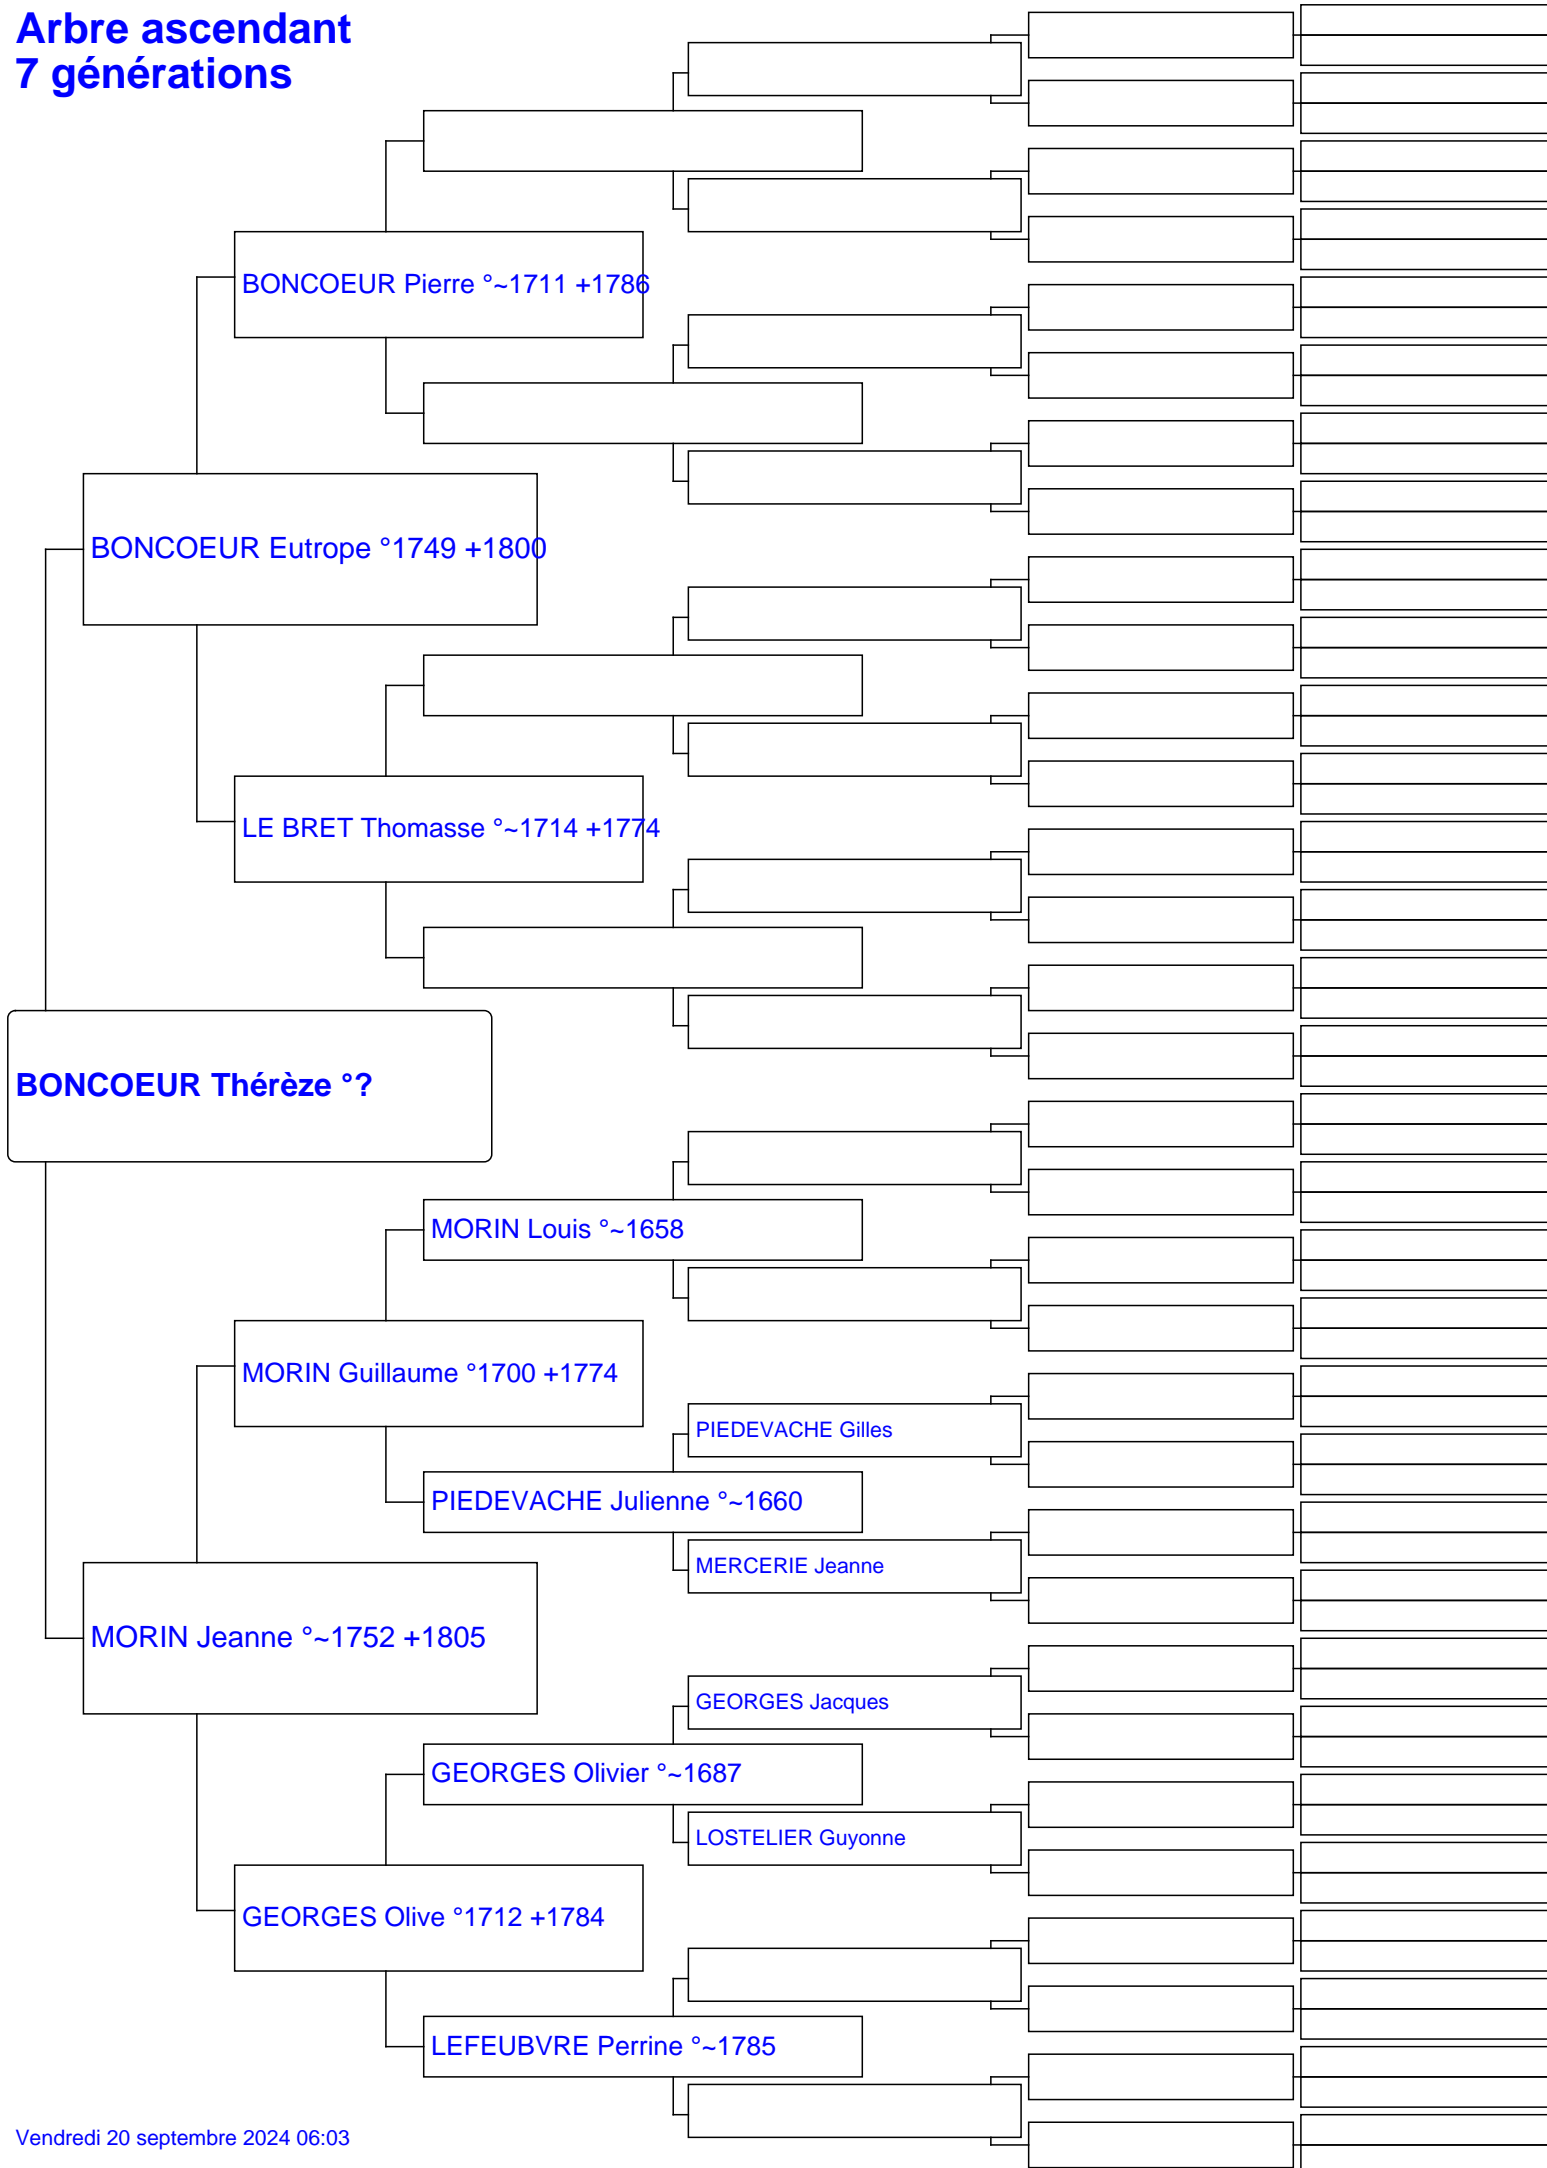 Arbre ascendant
7 générations
BONCOEUR Pierre °~1711 +1786
BONCOEUR Eutrope °1749 +1800
LE BRET Thomasse °~1714 +1774
BONCOEUR Thérèze °?
MORIN Louis °~1658
MORIN Guillaume °1700 +1774
PIEDEVACHE Gilles
PIEDEVACHE Julienne °~1660
MERCERIE Jeanne
MORIN Jeanne °~1752 +1805
GEORGES Jacques
GEORGES Olivier °~1687
LOSTELIER Guyonne
GEORGES Olive °1712 +1784
LEFEUBVRE Perrine °~1785
Vendredi 20 septembre 2024 06:03